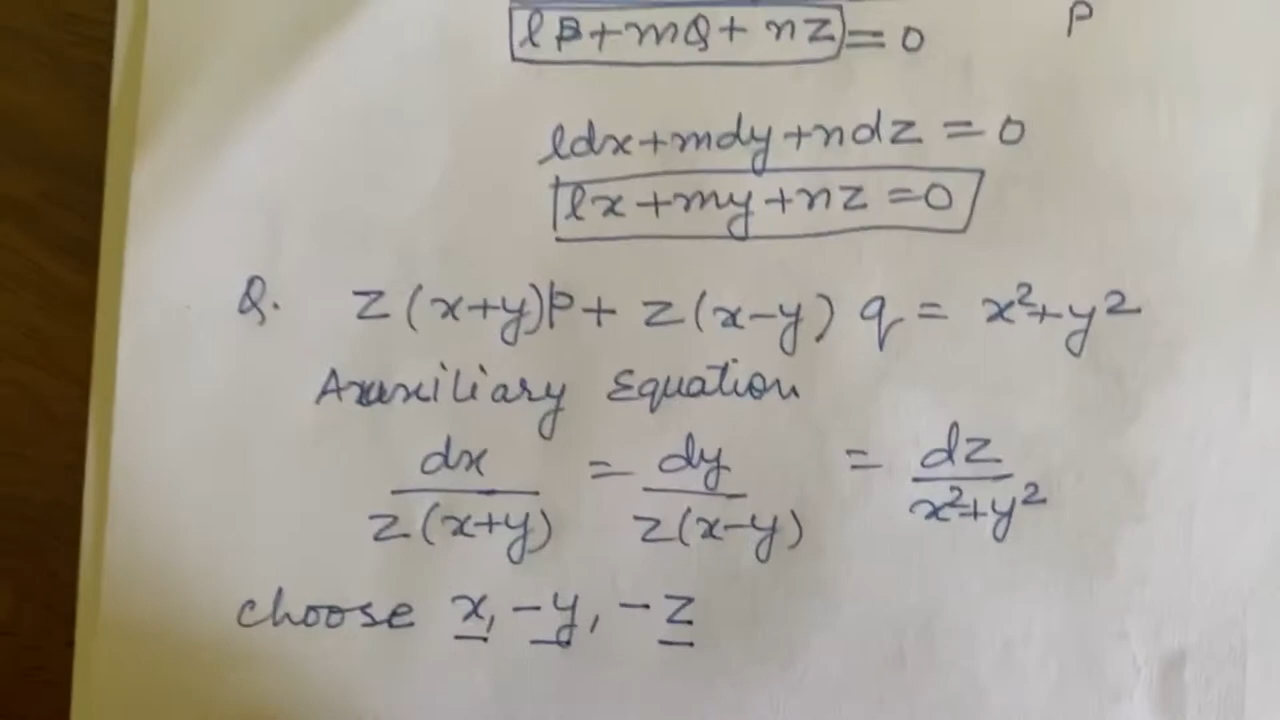 lP+mQ+nz=0
P
ldx+mdy+ndz=0
lx+my+nz=0
Q. z(x+y)p+z(x-y)q=x²+y²
Auxiliary Equation
dx/z(x+y) = dy/z(x-y) = dz/x²+y²
choose x, -y, -z